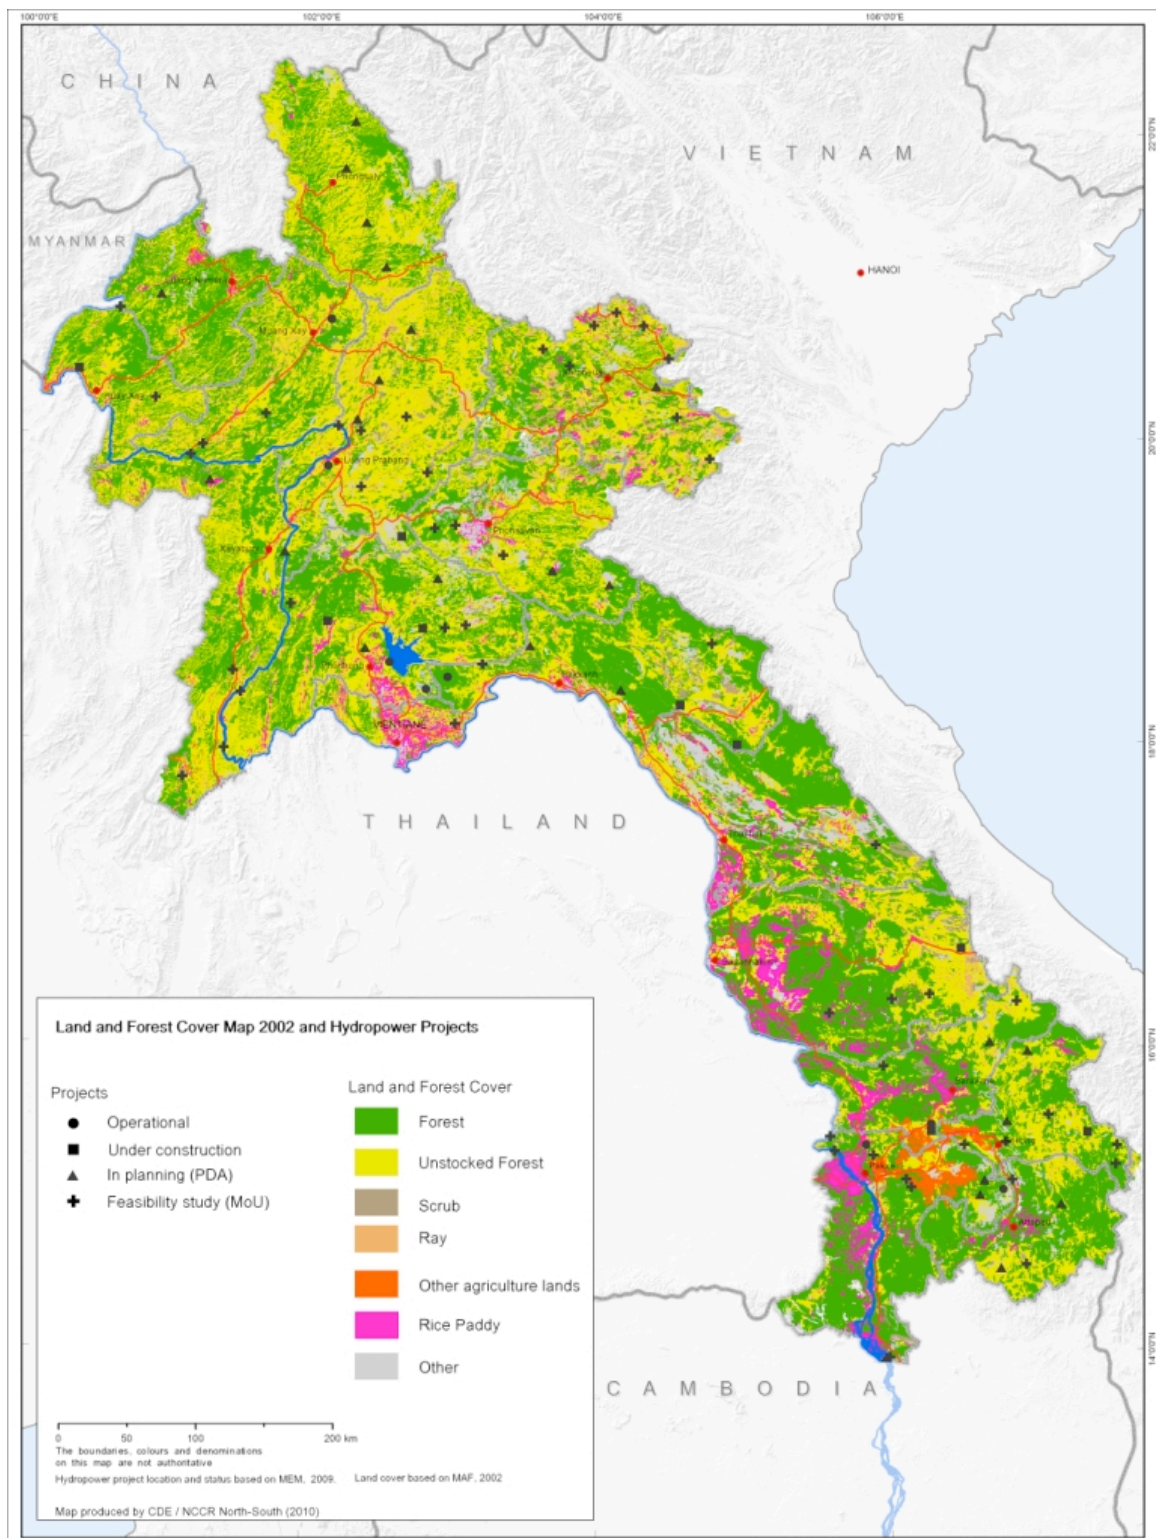 100°0'0"E
102°0'0"E
104°0'0"E
106°0'0"E
CHINA
22°0'0"N
VIETNAM
Phongsaly
MYANMAR
HANOI
Muang Xay
20°0'0"N
Luang Prabang
Phonsavan
Xayabury
18°0'0"N
VIENTIANE
THAILAND
Land and Forest Cover Map 2002 and Hydropower Projects
16°0'0"N
Projects
Operational
Under construction
In planning (PDA)
Feasibility study (MoU)
Land and Forest Cover
Forest
Unstocked Forest
Scrub
Ray
Other agriculture lands
Rice Paddy
Other
Pakse
Attapeu
14°0'0"N
CAMBODIA
0 50 100 200 km
The boundaries, colours and denominations
on this map are not authoritative
Hydropower project location and status based on MEM, 2009. Land cover based on MAF, 2002
Map produced by CDE / NCCR North-South (2010)